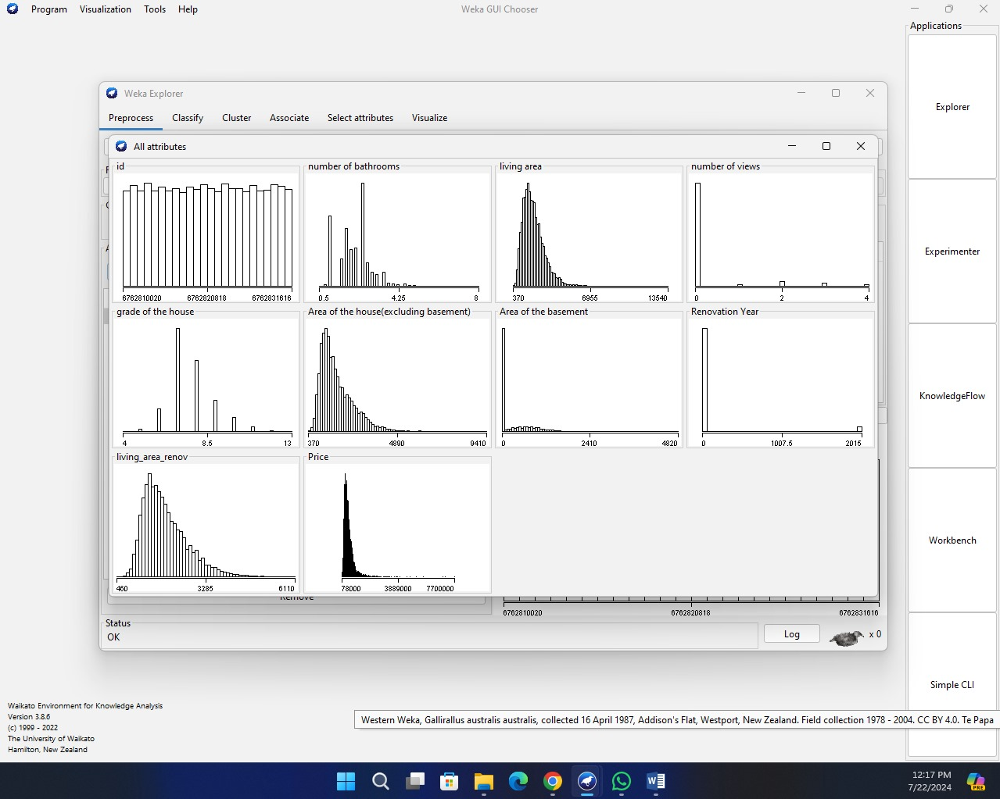 Program Visualization Tools Help
Weka GUI Chooser
Applications
Explorer
Experimenter
KnowledgeFlow
Workbench
Simple CLI
Weka Explorer
Preprocess Classify Cluster Associate Select attributes Visualize
All attributes
id
6762810020 6762820818 6762831616
number of bathrooms
0.5 4.25 8
living area
370 6955 13540
number of views
0 2 4
grade of the house
4 8.5 13
Area of the house(excluding basement)
370 4890 9410
Area of the basement
0 2410 4820
Renovation Year
0 1007.5 2015
living_area_renov
460 3285 6110
Price
78000 3889000 7700000
Remove
6762810020 6762820818 6762831616
Status
OK
Log
x 0
Waikato Environment for Knowledge Analysis
Version 3.8.6
(c) 1999 - 2022
The University of Waikato
Hamilton, New Zealand
Western Weka, Gallirallus australis australis, collected 16 April 1987, Addison's Flat, Westport, New Zealand. Field collection 1978 - 2004. CC BY 4.0. Te Papa
12:17 PM
7/22/2024
PRE